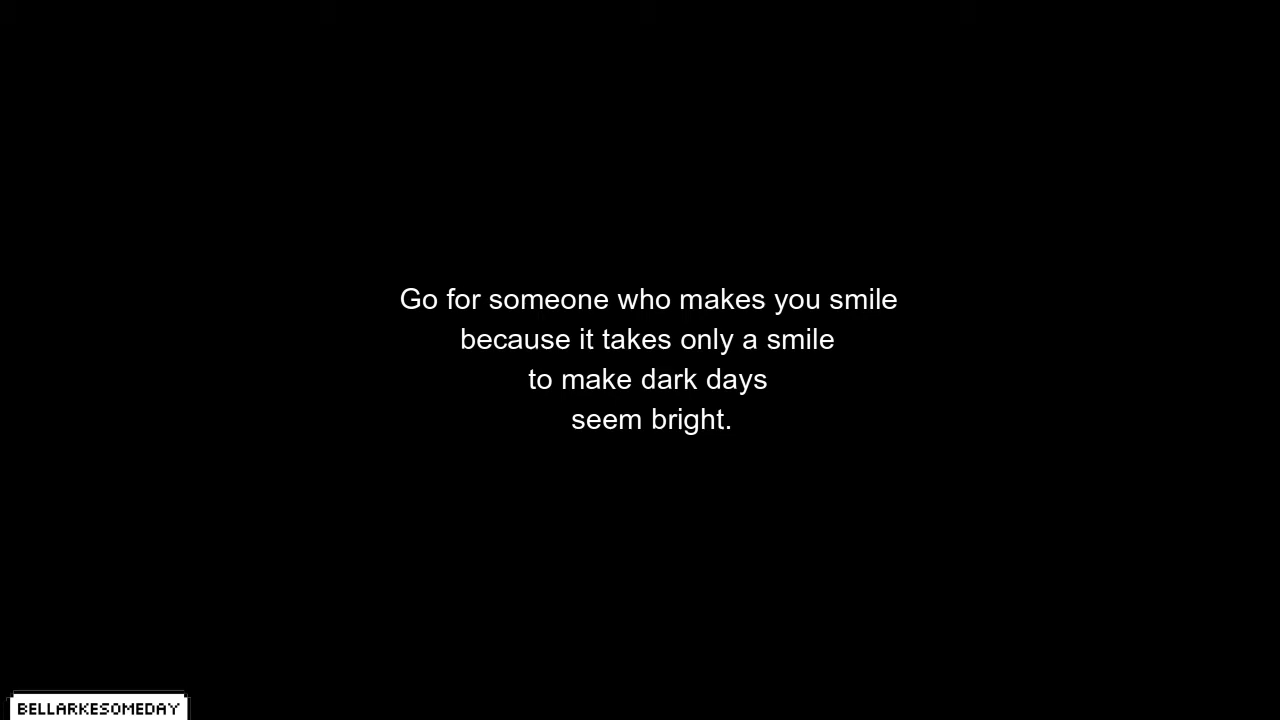 Go for someone who makes you smile
because it takes only a smile
to make dark days
seem bright.
BELLARKESOMEDAY